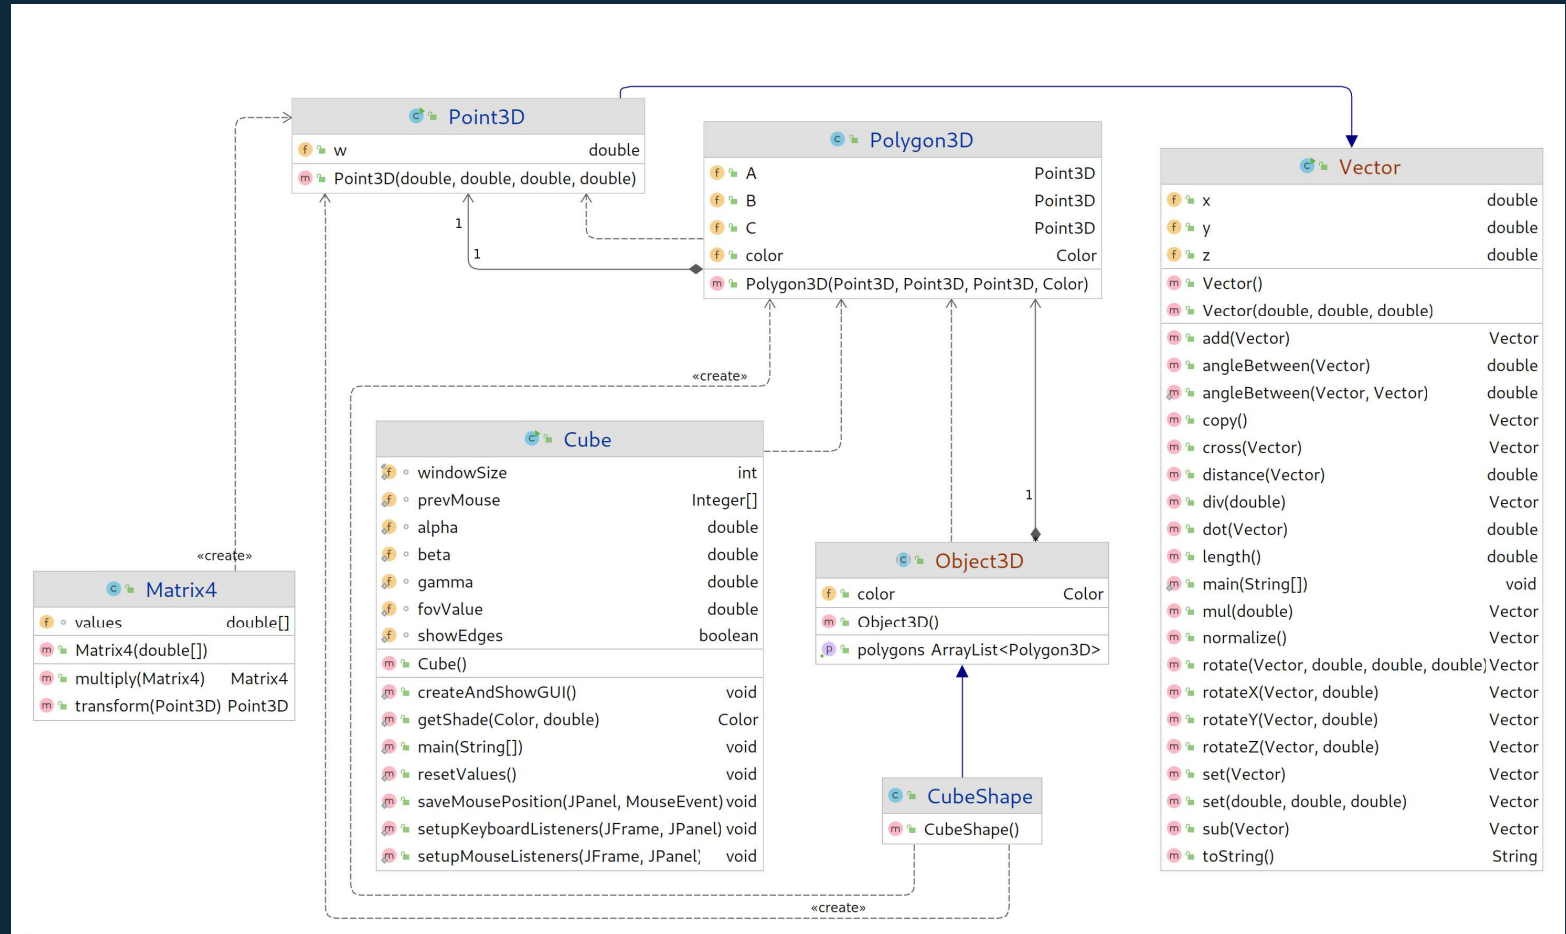 Point3D
w double
Point3D(double, double, double, double)
Polygon3D
A Point3D
B Point3D
C Point3D
color Color
Polygon3D(Point3D, Point3D, Point3D, Color)
Vector
x double
y double
z double
Vector()
Vector(double, double, double)
add(Vector) Vector
angleBetween(Vector) double
angleBetween(Vector, Vector) double
copy() Vector
cross(Vector) Vector
distance(Vector) double
div(double) Vector
dot(Vector) double
length() double
main(String[]) void
mul(double) Vector
normalize() Vector
rotate(Vector, double, double, double) Vector
rotateX(Vector, double) Vector
rotateY(Vector, double) Vector
rotateZ(Vector, double) Vector
set(Vector) Vector
set(double, double, double) Vector
sub(Vector) Vector
toString() String
1
1
«create»
Cube
windowSize int
prevMouse Integer[]
alpha double
beta double
gamma double
fovValue double
showEdges boolean
Cube()
createAndShowGUI() void
getShade(Color, double) Color
main(String[]) void
resetValues() void
saveMousePosition(JPanel, MouseEvent) void
setupKeyboardListeners(JFrame, JPanel) void
setupMouseListeners(JFrame, JPanel) void
1
Object3D
color Color
Object3D()
polygons ArrayList<Polygon3D>
«create»
Matrix4
values double[]
Matrix4(double[])
multiply(Matrix4) Matrix4
transform(Point3D) Point3D
CubeShape
CubeShape()
«create»